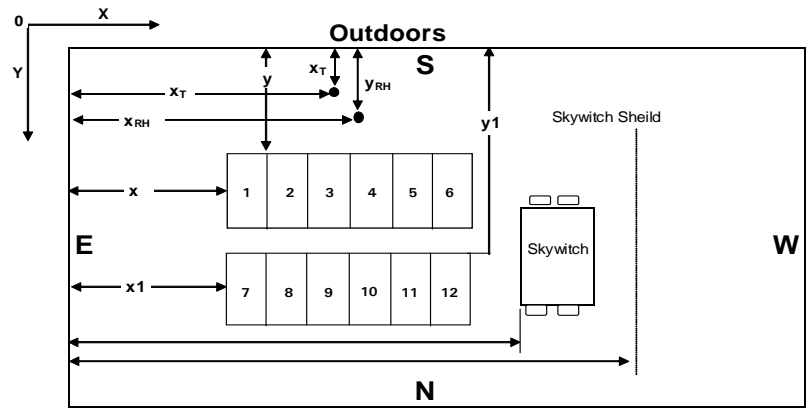 0 X
Outdoors
Y
S
y
xT
yRH
xT
xRH
y1
Skywitch Sheild
x
1 2 3 4 5 6
E
Skywitch
W
x1
7 8 9 10 11 12
N